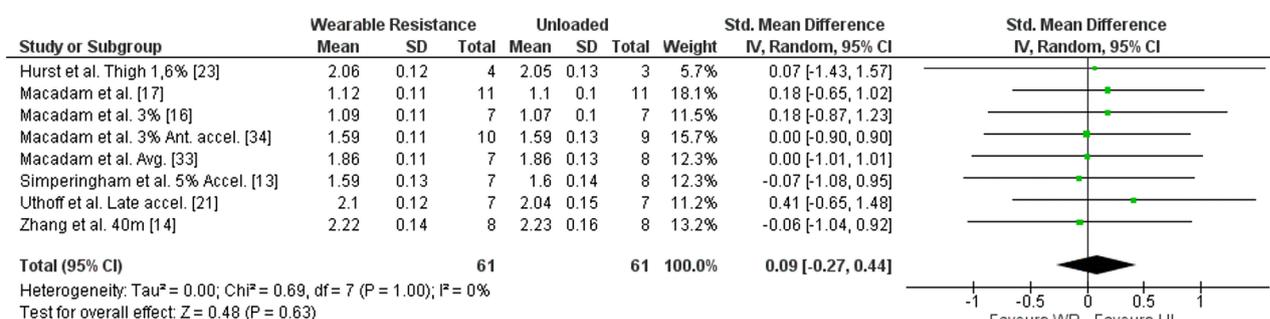 Wearable Resistance Unloaded Std. Mean Difference Std. Mean Difference
Study or Subgroup Mean SD Total Mean SD Total Weight IV, Random, 95% CI IV, Random, 95% CI
Hurst et al. Thigh 1,6% [23] 2.06 0.12 4 2.05 0.13 3 5.7% 0.07 [-1.43, 1.57]
Macadam et al. [17] 1.12 0.11 11 1.1 0.1 11 18.1% 0.18 [-0.65, 1.02]
Macadam et al. 3% [16] 1.09 0.11 7 1.07 0.1 7 11.5% 0.18 [-0.87, 1.23]
Macadam et al. 3% Ant. accel. [34] 1.59 0.11 10 1.59 0.13 9 15.7% 0.00 [-0.90, 0.90]
Macadam et al. Avg. [33] 1.86 0.11 7 1.86 0.13 8 12.3% 0.00 [-1.01, 1.01]
Simperingham et al. 5% Accel. [13] 1.59 0.13 7 1.6 0.14 8 12.3% -0.07 [-1.08, 0.95]
Uthoff et al. Late accel. [21] 2.1 0.12 7 2.04 0.15 7 11.2% 0.41 [-0.65, 1.48]
Zhang et al. 40m [14] 2.22 0.14 8 2.23 0.16 8 13.2% -0.06 [-1.04, 0.92]
Total (95% CI) 61 61 100.0% 0.09 [-0.27, 0.44]
Heterogeneity: Tau² = 0.00; Chi² = 0.69, df = 7 (P = 1.00); I² = 0%
-1 -0.5 0 0.5 1
Test for overall effect: Z = 0.48 (P = 0.63)